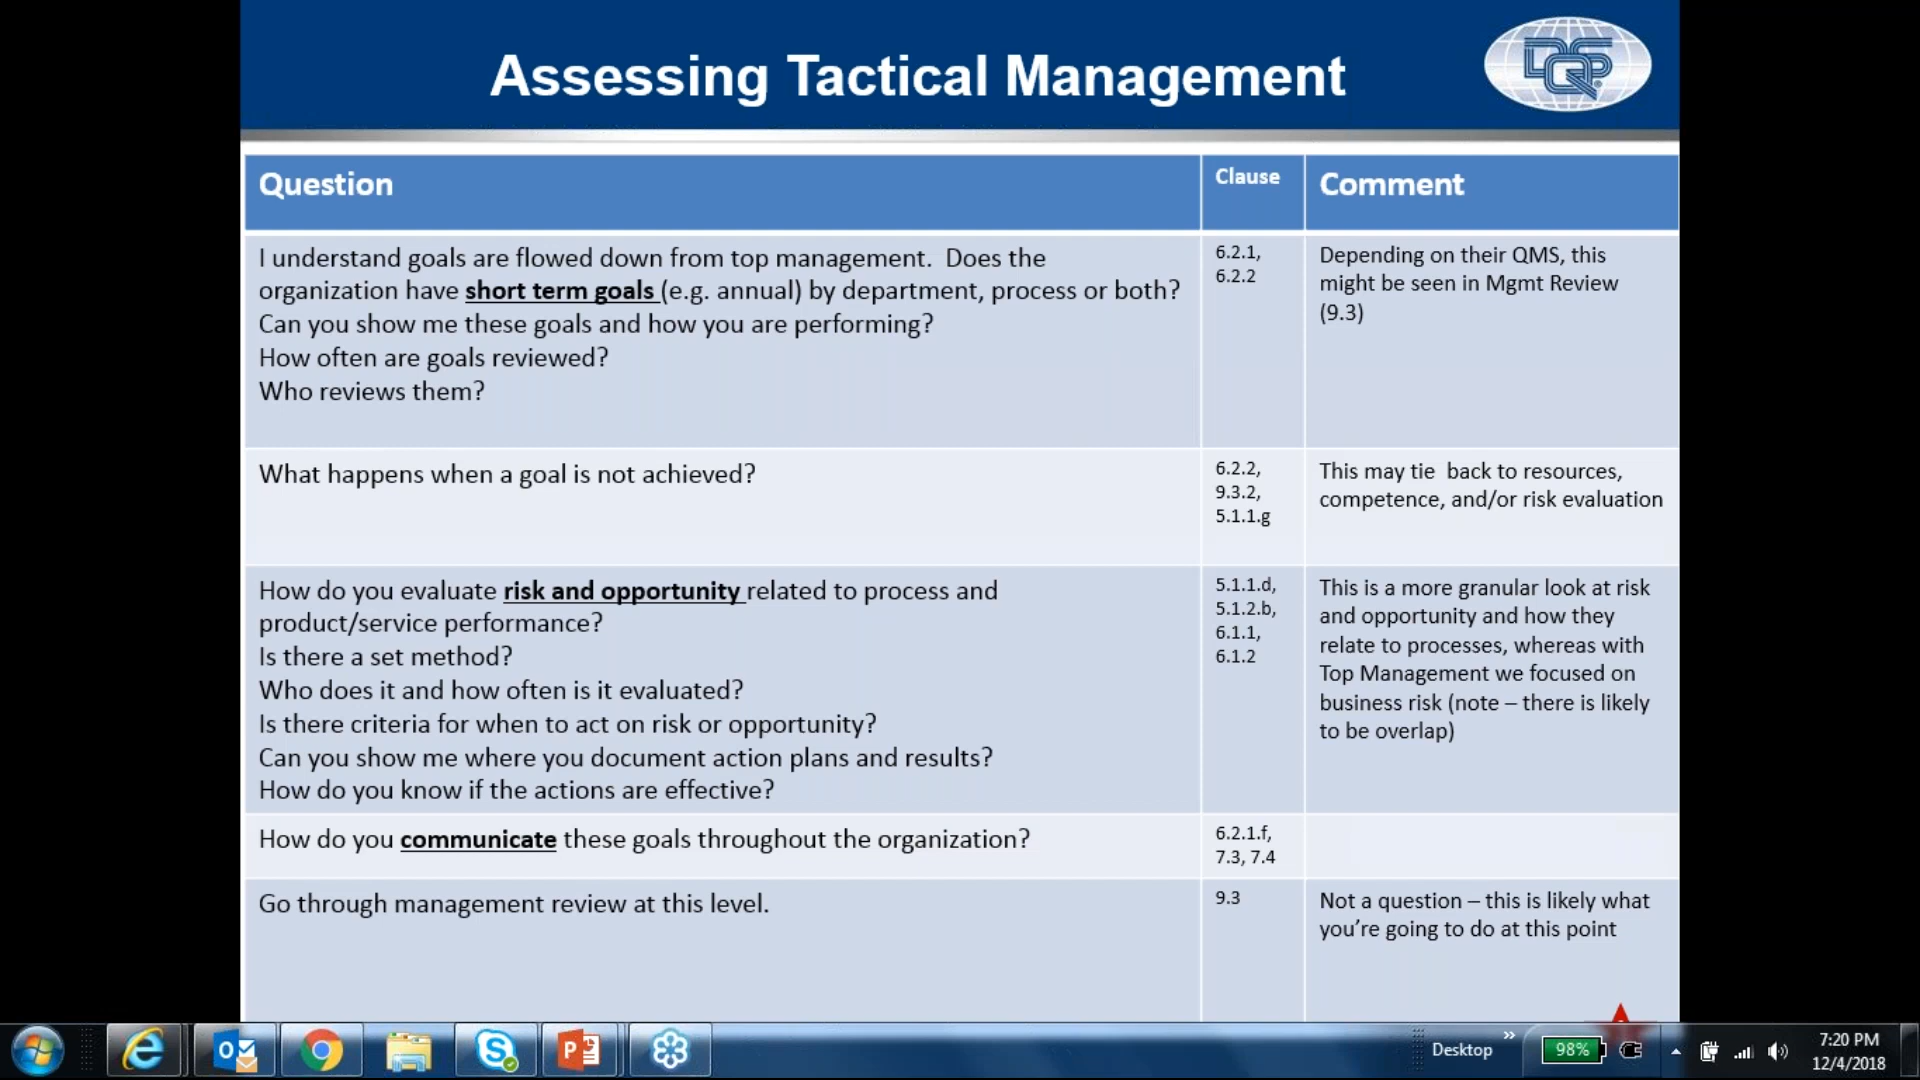 Assessing Tactical Management
DQS
Question
Clause
Comment
I understand goals are flowed down from top management.  Does the
organization have short term goals (e.g. annual) by department, process or both?
Can you show me these goals and how you are performing?
How often are goals reviewed?
Who reviews them?
6.2.1,
6.2.2
Depending on their QMS, this
might be seen in Mgmt Review
(9.3)
What happens when a goal is not achieved?
6.2.2,
9.3.2,
5.1.1.g
This may tie  back to resources,
competence, and/or risk evaluation
How do you evaluate risk and opportunity related to process and
product/service performance?
Is there a set method?
Who does it and how often is it evaluated?
Is there criteria for when to act on risk or opportunity?
Can you show me where you document action plans and results?
How do you know if the actions are effective?
5.1.1.d,
5.1.2.b,
6.1.1,
6.1.2
This is a more granular look at risk
and opportunity and how they
relate to processes, whereas with
Top Management we focused on
business risk (note – there is likely
to be overlap)
How do you communicate these goals throughout the organization?
6.2.1.f,
7.3, 7.4
Go through management review at this level.
9.3
Not a question – this is likely what
you're going to do at this point
Desktop
98%
7:20 PM
12/4/2018